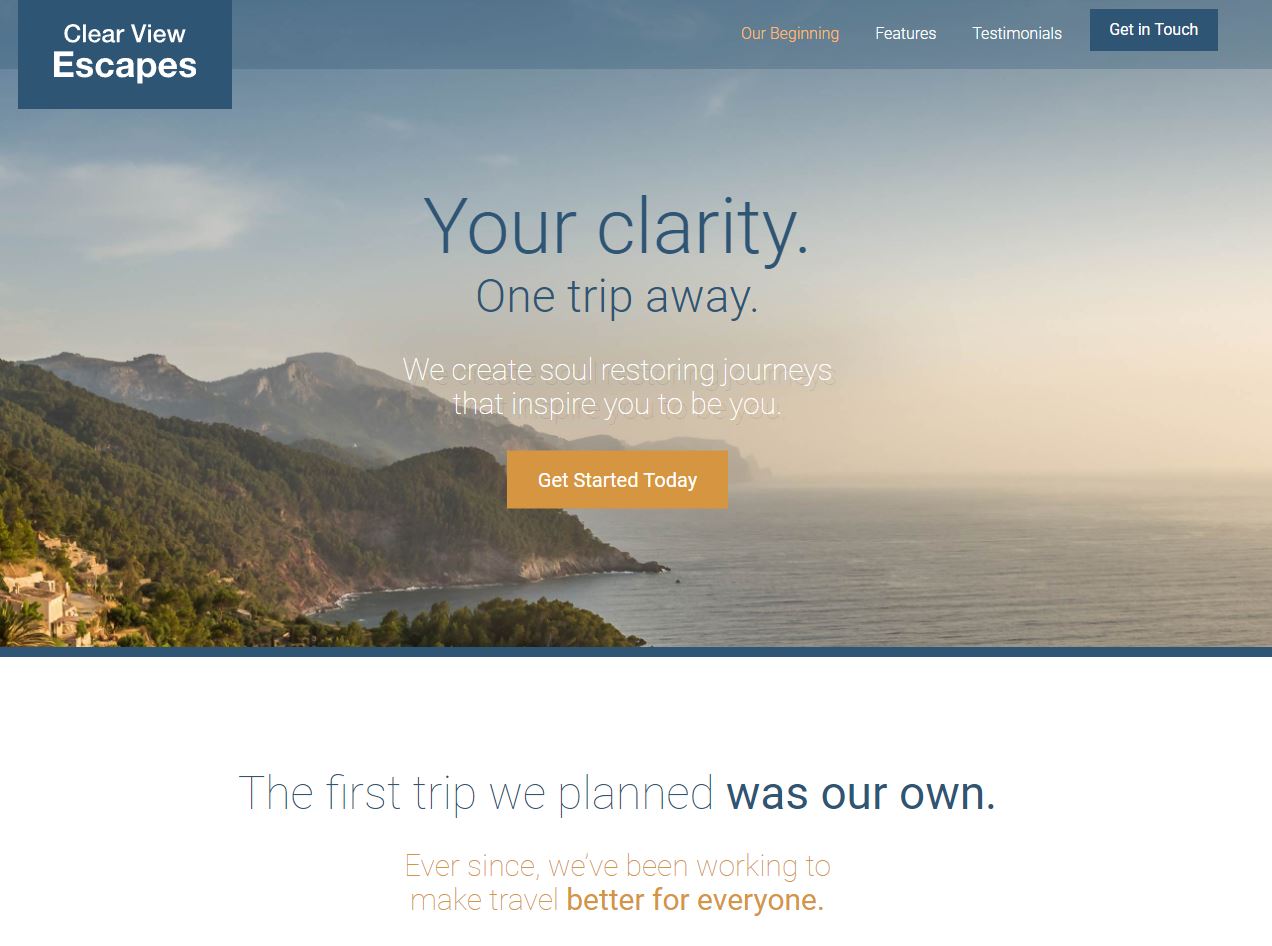 Clear View
Escapes
Our Beginning
Features
Testimonials
Get in Touch
Your clarity.
One trip away.
We create soul restoring journeys
that inspire you to be you.
Get Started Today
The first trip we planned was our own.
Ever since, we've been working to
make travel better for everyone.